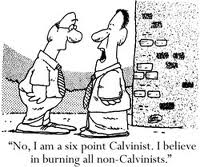 “No, I am a six point Calvinist. I believe
in burning all non-Calvinists.”